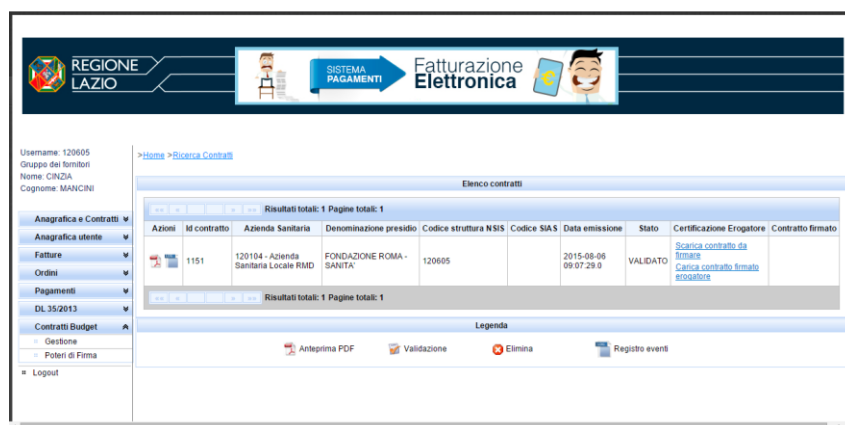 REGIONE
LAZIO
SISTEMA
PAGAMENTI
Fatturazione
Elettronica
Username: 120605
Gruppo dei fornitori
Nome: CINZIA
Cognome: MANCINI
>Home >Ricerca Contratti
Elenco contratti
Risultati totali: 1 Pagine totali: 1
Azioni Id contratto Azienda Sanitaria Denominazione presidio Codice struttura NSIS Codice SIAS Data emissione Stato Certificazione Erogatore Contratto firmato
1151 120104 - Azienda Sanitaria Locale RMD FONDAZIONE ROMA - SANITA' 120605 2015-08-06 09:07:29.0 VALIDATO Scarica contratto da firmare
Carica contratto firmato erogatore
Risultati totali: 1 Pagine totali: 1
Legenda
Anteprima PDF Validazione Elimina Registro eventi
Anagrafica e Contratti
Anagrafica utente
Fatture
Ordini
Pagamenti
DL 35/2013
Contratti Budget
Gestione
Poteri di Firma
Logout